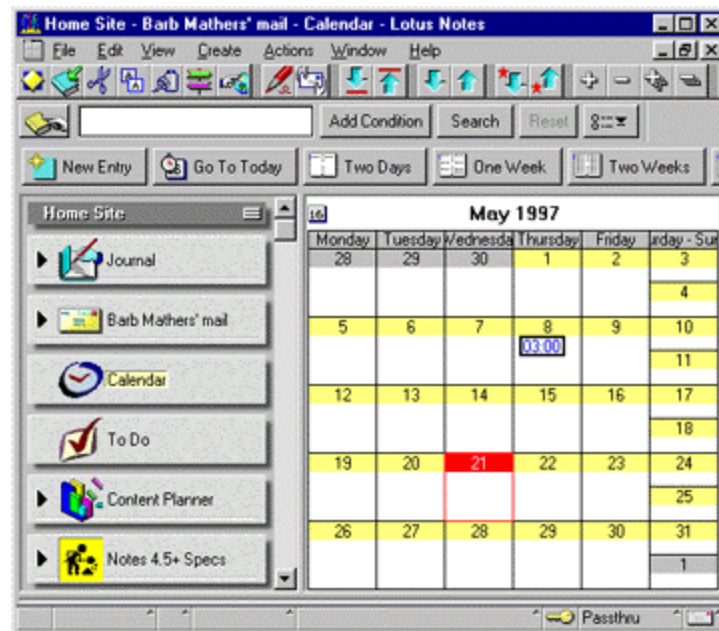 Home Site - Barb Mathers' mail - Calendar - Lotus Notes
File Edit View Create Actions Window Help
Add Condition Search Reset
New Entry Go To Today Two Days One Week Two Weeks
Home Site
Journal
Barb Mathers' mail
Calendar
To Do
Content Planner
Notes 4.5+ Specs
16 May 1997
Monday Tuesday Wednesda Thursday Friday urday - Sun
28 29 30 1 2 3
4
5 6 7 8 9 10
03:00
11
12 13 14 15 16 17
18
19 20 21 22 23 24
25
26 27 28 29 30 31
1
Passthru